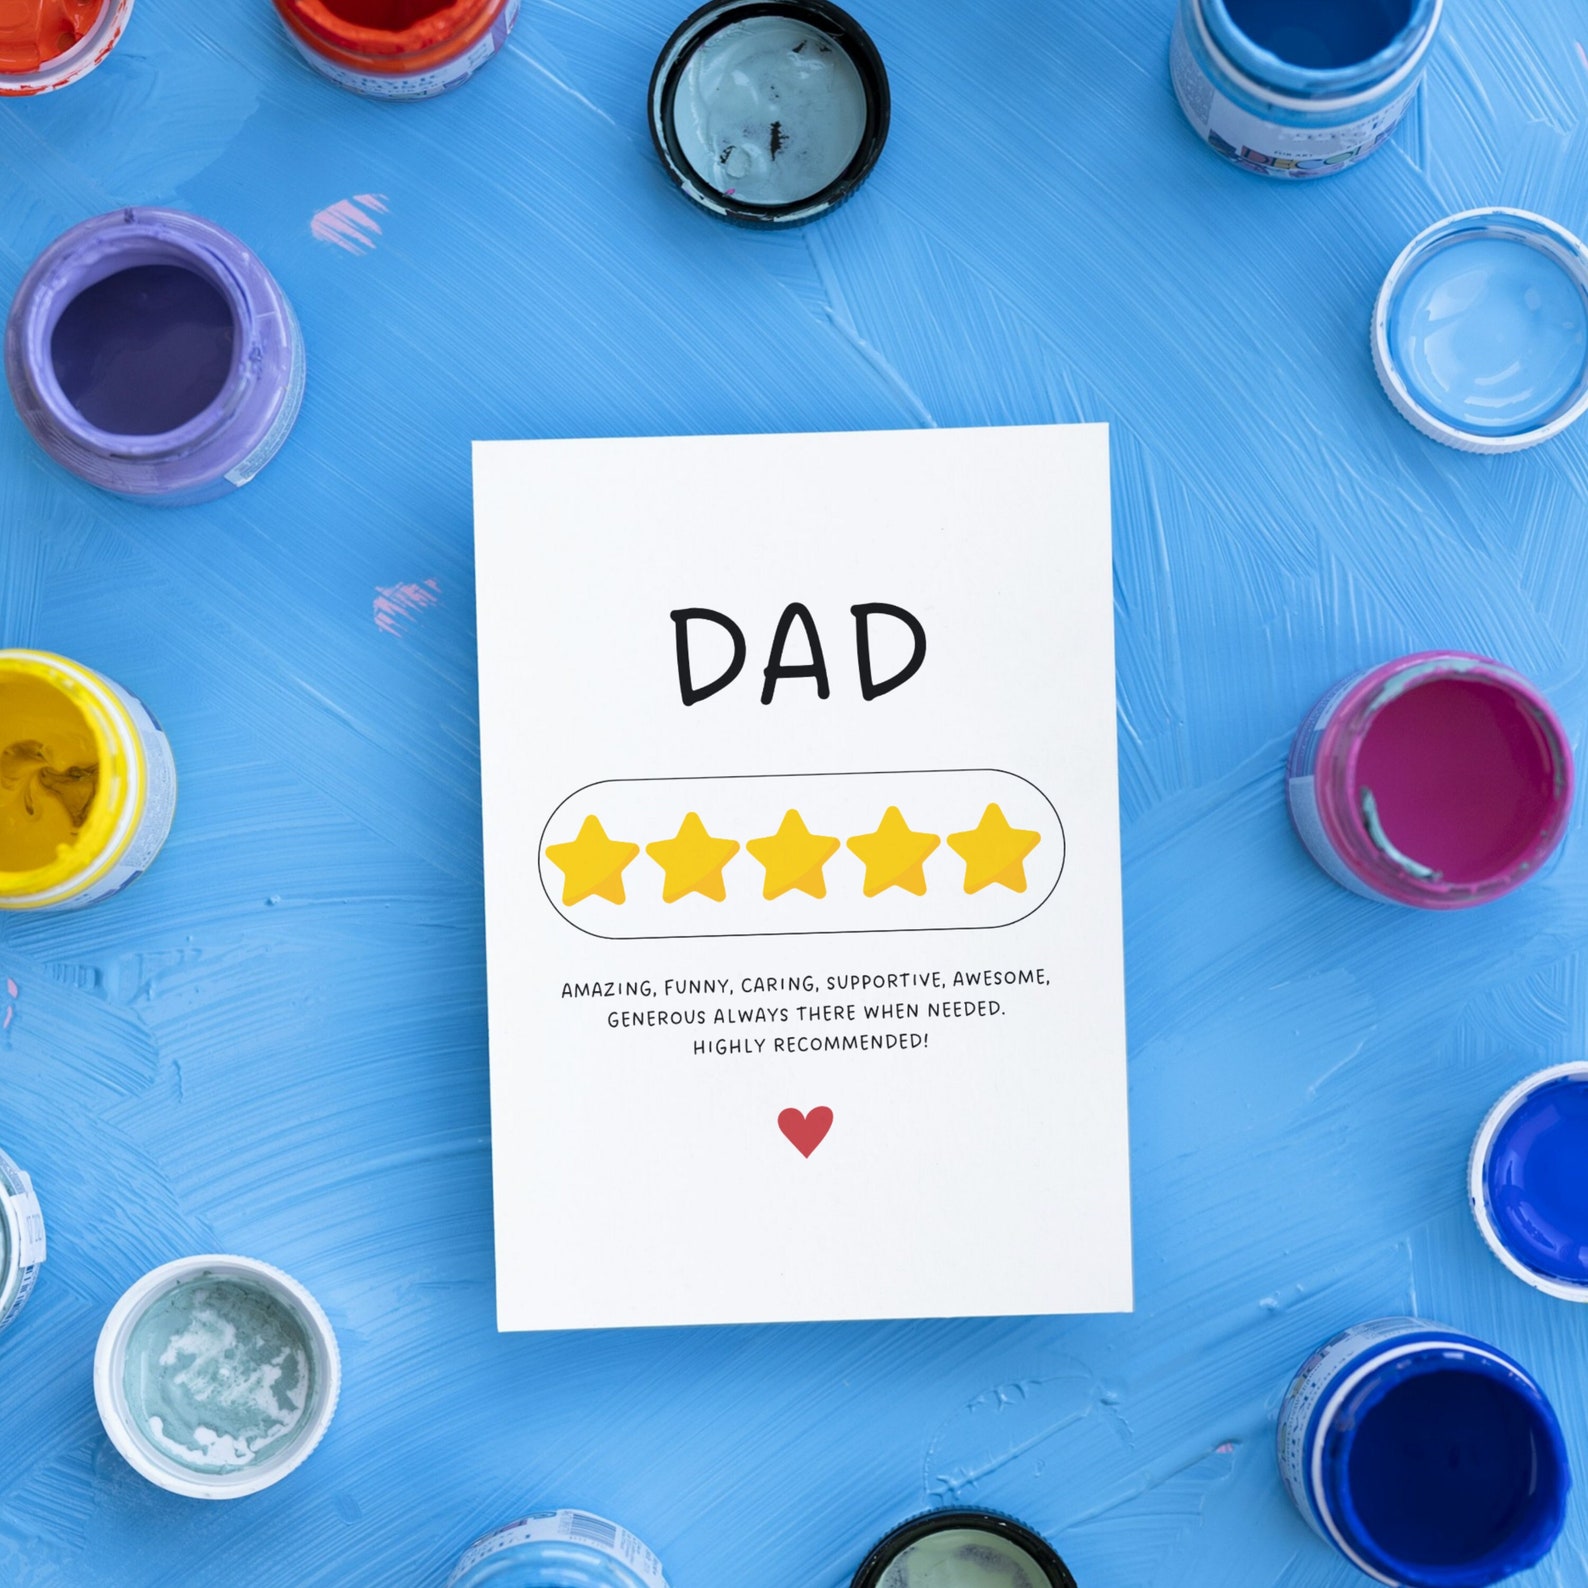 DAD
AMAZING, FUNNY, CARING, SUPPORTIVE, AWESOME,
GENEROUS ALWAYS THERE WHEN NEEDED.
HIGHLY RECOMMENDED!